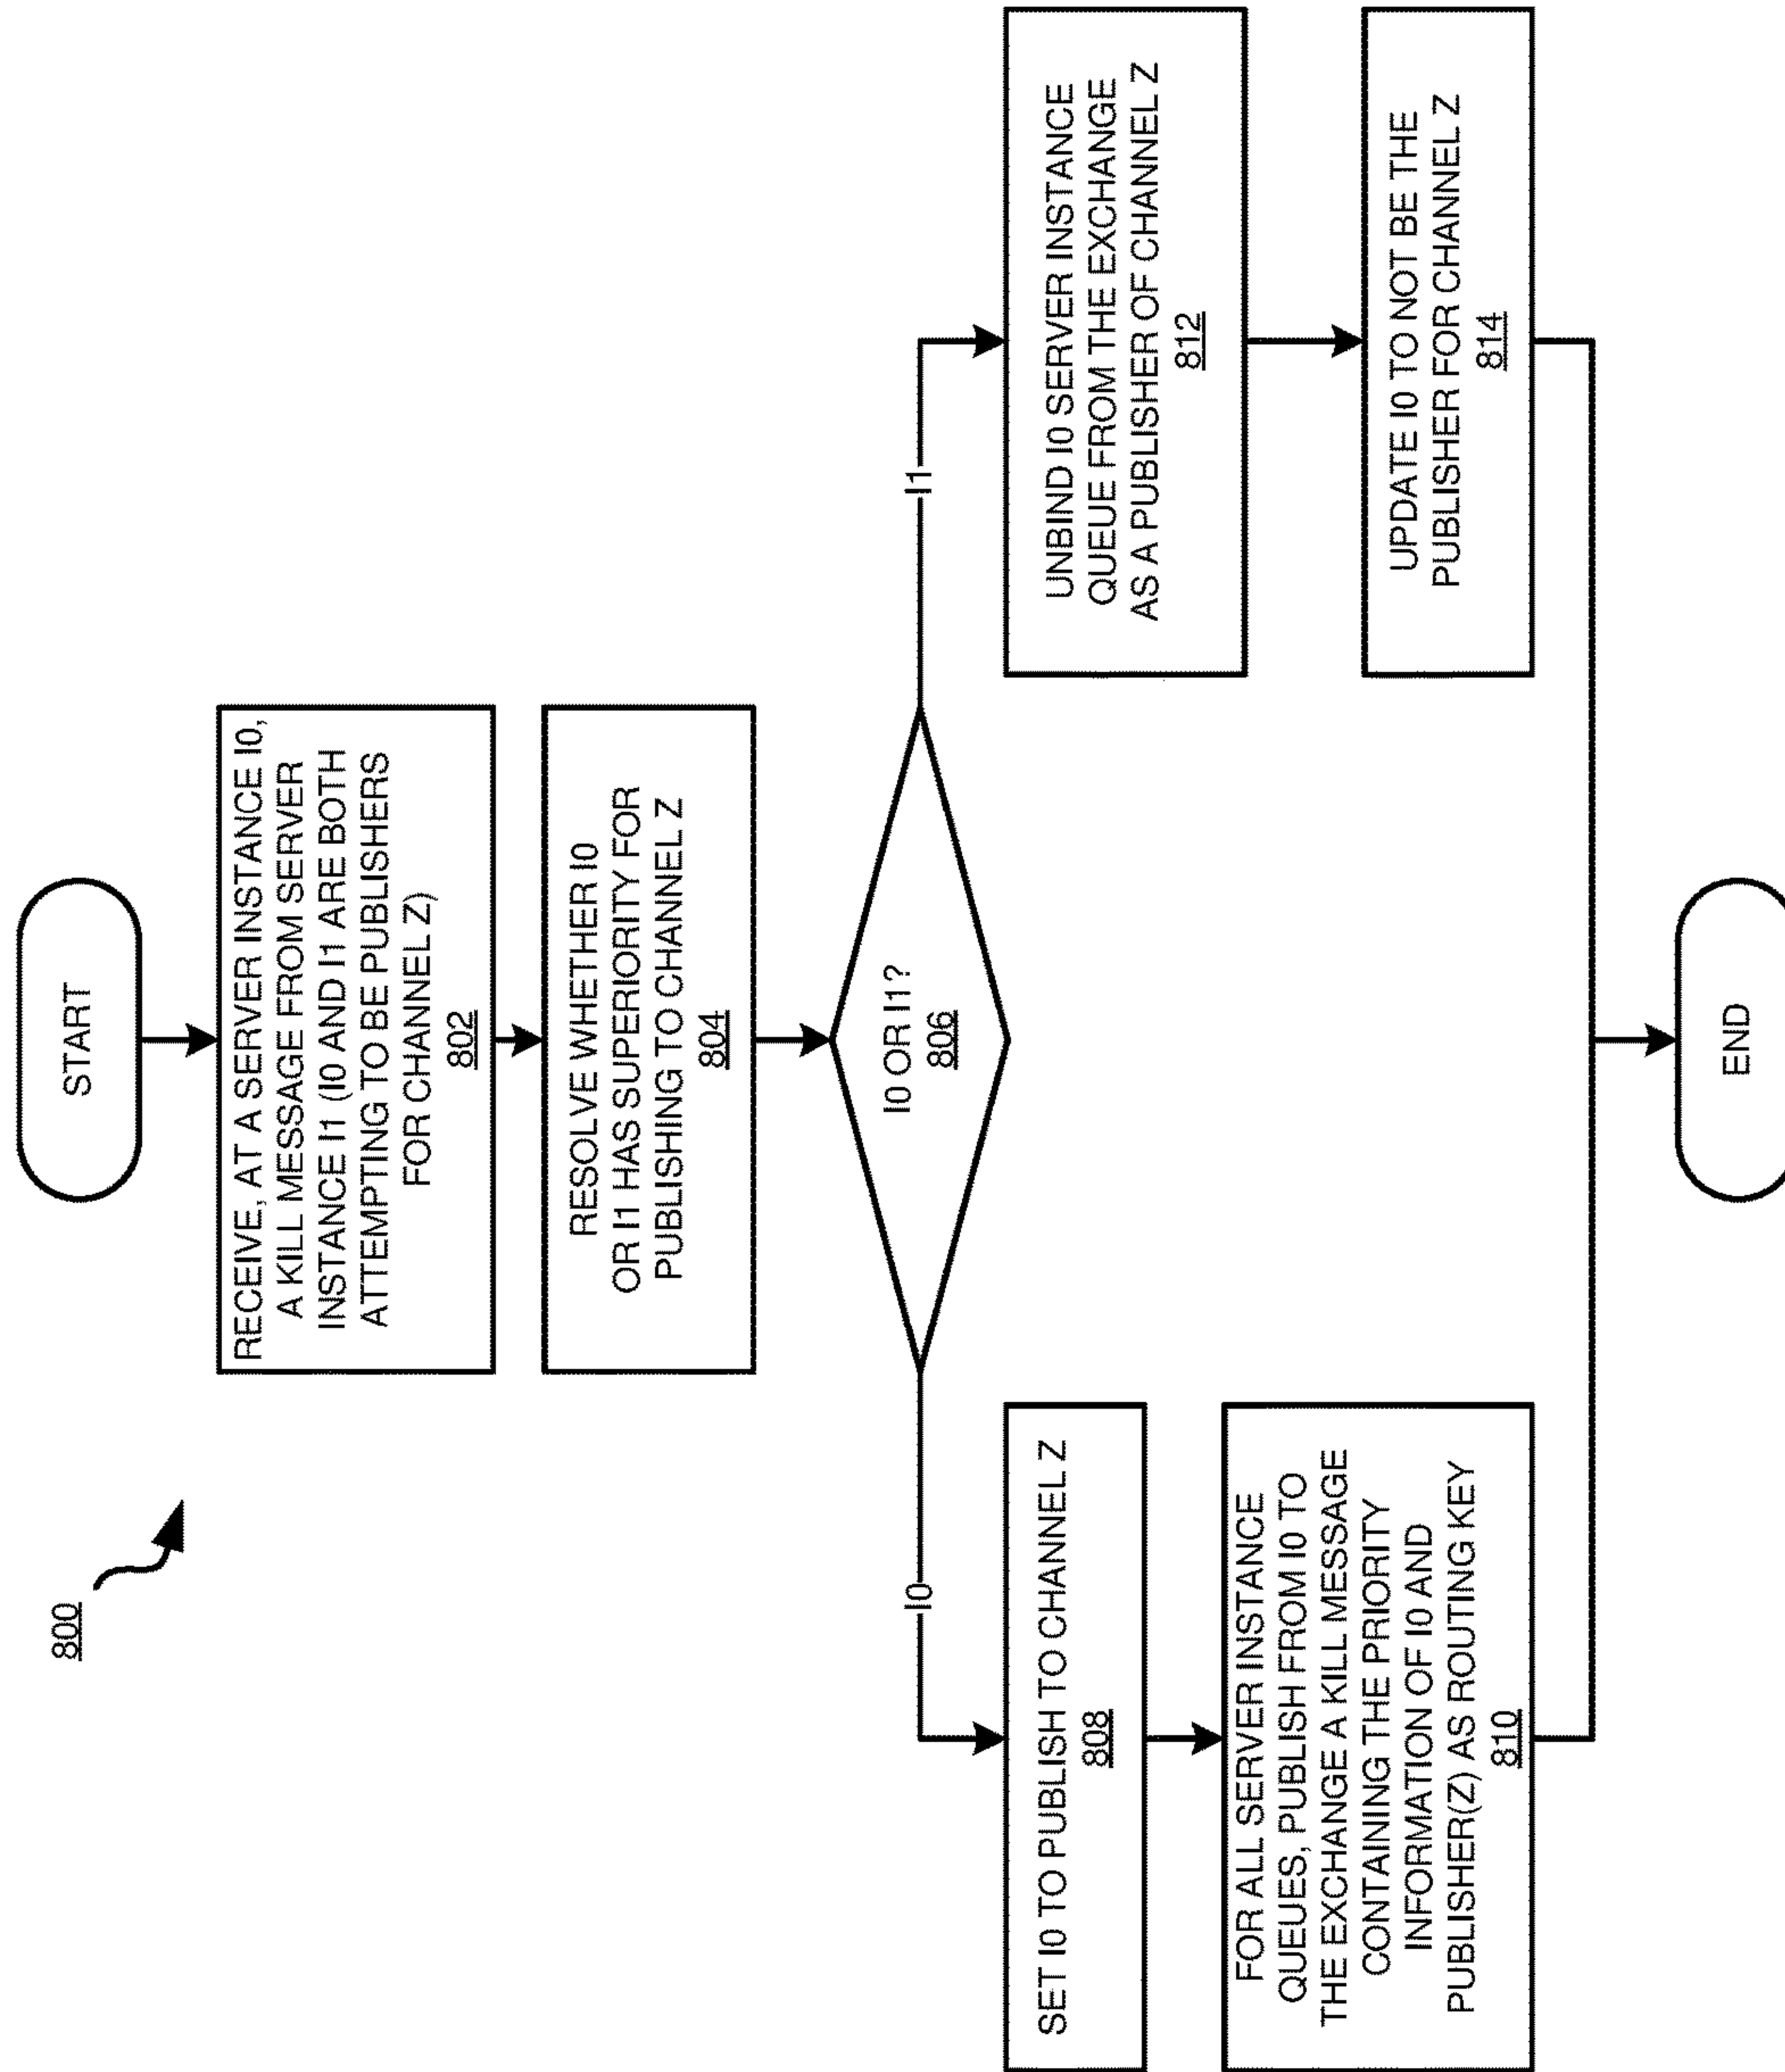 800
START
RECEIVE, AT A SERVER INSTANCE I0,
A KILL MESSAGE FROM SERVER
INSTANCE I1 (I0 AND I1 ARE BOTH
ATTEMPTING TO BE PUBLISHERS
FOR CHANNEL Z)
802
RESOLVE WHETHER I0
OR I1 HAS SUPERIORITY FOR
PUBLISHING TO CHANNEL Z
804
I0 OR I1?
806
I0
SET I0 TO PUBLISH TO CHANNEL Z
808
FOR ALL SERVER INSTANCE
QUEUES, PUBLISH FROM I0 TO
THE EXCHANGE A KILL MESSAGE
CONTAINING THE PRIORITY
INFORMATION OF I0 AND
PUBLISHER(Z) AS ROUTING KEY
810
I1
UNBIND I0 SERVER INSTANCE
QUEUE FROM THE EXCHANGE
AS A PUBLISHER OF CHANNEL Z
812
UPDATE I0 TO NOT BE THE
PUBLISHER FOR CHANNEL Z
814
END